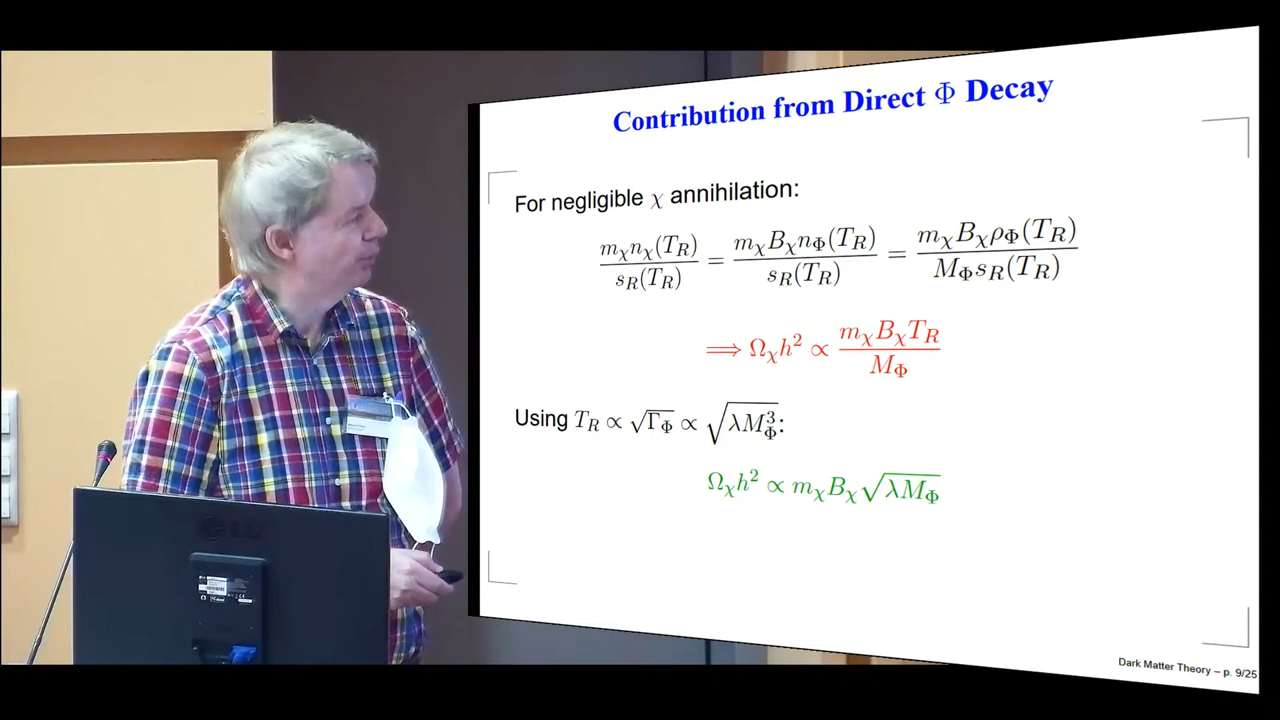 Contribution from Direct Φ Decay
For negligible χ annihilation:
m_χ n_χ(T_R) / s_R(T_R) = m_χ B_χ n_Φ(T_R) / s_R(T_R) = m_χ B_χ ρ_Φ(T_R) / M_Φ s_R(T_R)
⟹ Ω_χ h² ∝ m_χ B_χ T_R / M_Φ
Using T_R ∝ √Γ_Φ ∝ √(λM_Φ³):
Ω_χ h² ∝ m_χ B_χ √(λM_Φ)
LG
Dark Matter Theory – p. 9/25